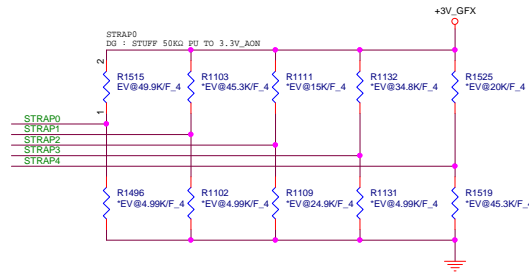 +3V_GFX
STRAP0
DG : STUFF 50KΩ PU TO 3.3V_AON
2
R1515
EV@49.9K/F_4
R1103
*EV@45.3K/F_4
R1111
*EV@15K/F_4
R1132
*EV@34.8K/F_4
R1525
*EV@20K/F_4
1
STRAP0
STRAP1
STRAP2
STRAP3
STRAP4
R1496
*EV@4.99K/F_4
R1102
*EV@4.99K/F_4
R1109
*EV@24.9K/F_4
R1131
*EV@4.99K/F_4
R1519
*EV@45.3K/F_4